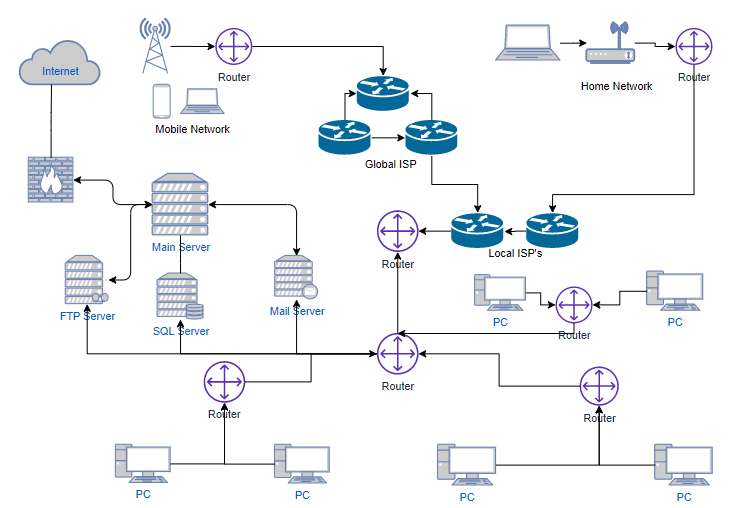 Internet
Router
Mobile Network
Home Network
Router
Global ISP
Main Server
Local ISP's
Router
FTP Server
SQL Server
Mail Server
PC
Router
PC
Router
Router
Router
PC
PC
PC
PC